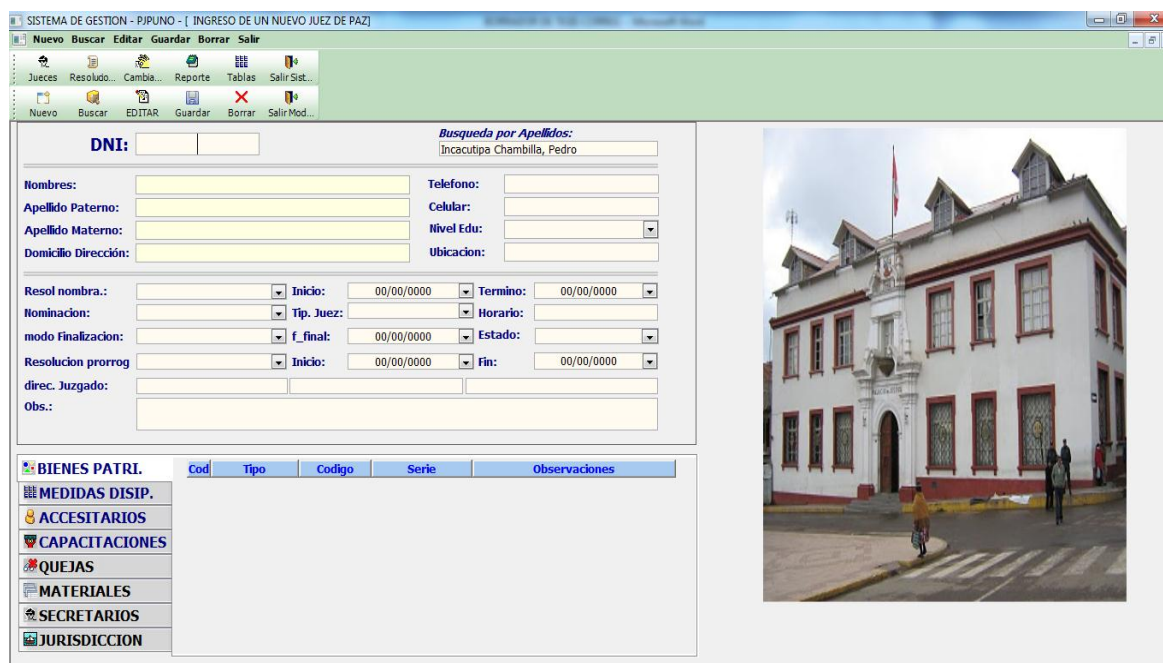 SISTEMA DE GESTION - PJPUNO - [ INGRESO DE UN NUEVO JUEZ DE PAZ]
Nuevo Buscar Editar Guardar Borrar Salir
Jueces Resoludo... Cambia... Reporte Tablas Salir Sist...
Nuevo Buscar EDITAR Guardar Borrar Salir Mod...
DNI:
Busqueda por Apellidos:
Incacutipa Chambilla, Pedro
Nombres: Telefono:
Apellido Paterno: Celular:
Apellido Materno: Nivel Edu:
Domicilio Dirección: Ubicacion:
Resol nombra.: Inicio: 00/00/0000 Termino: 00/00/0000
Nominacion: Tip. Juez: Horario:
modo Finalizacion: f_final: 00/00/0000 Estado:
Resolucion prorrog Inicio: 00/00/0000 Fin: 00/00/0000
direc. Juzgado:
Obs.:
BIENES PATRI. Cod Tipo Codigo Serie Observaciones
MEDIDAS DISIP.
ACCESITARIOS
CAPACITACIONES
QUEJAS
MATERIALES
SECRETARIOS
JURISDICCION